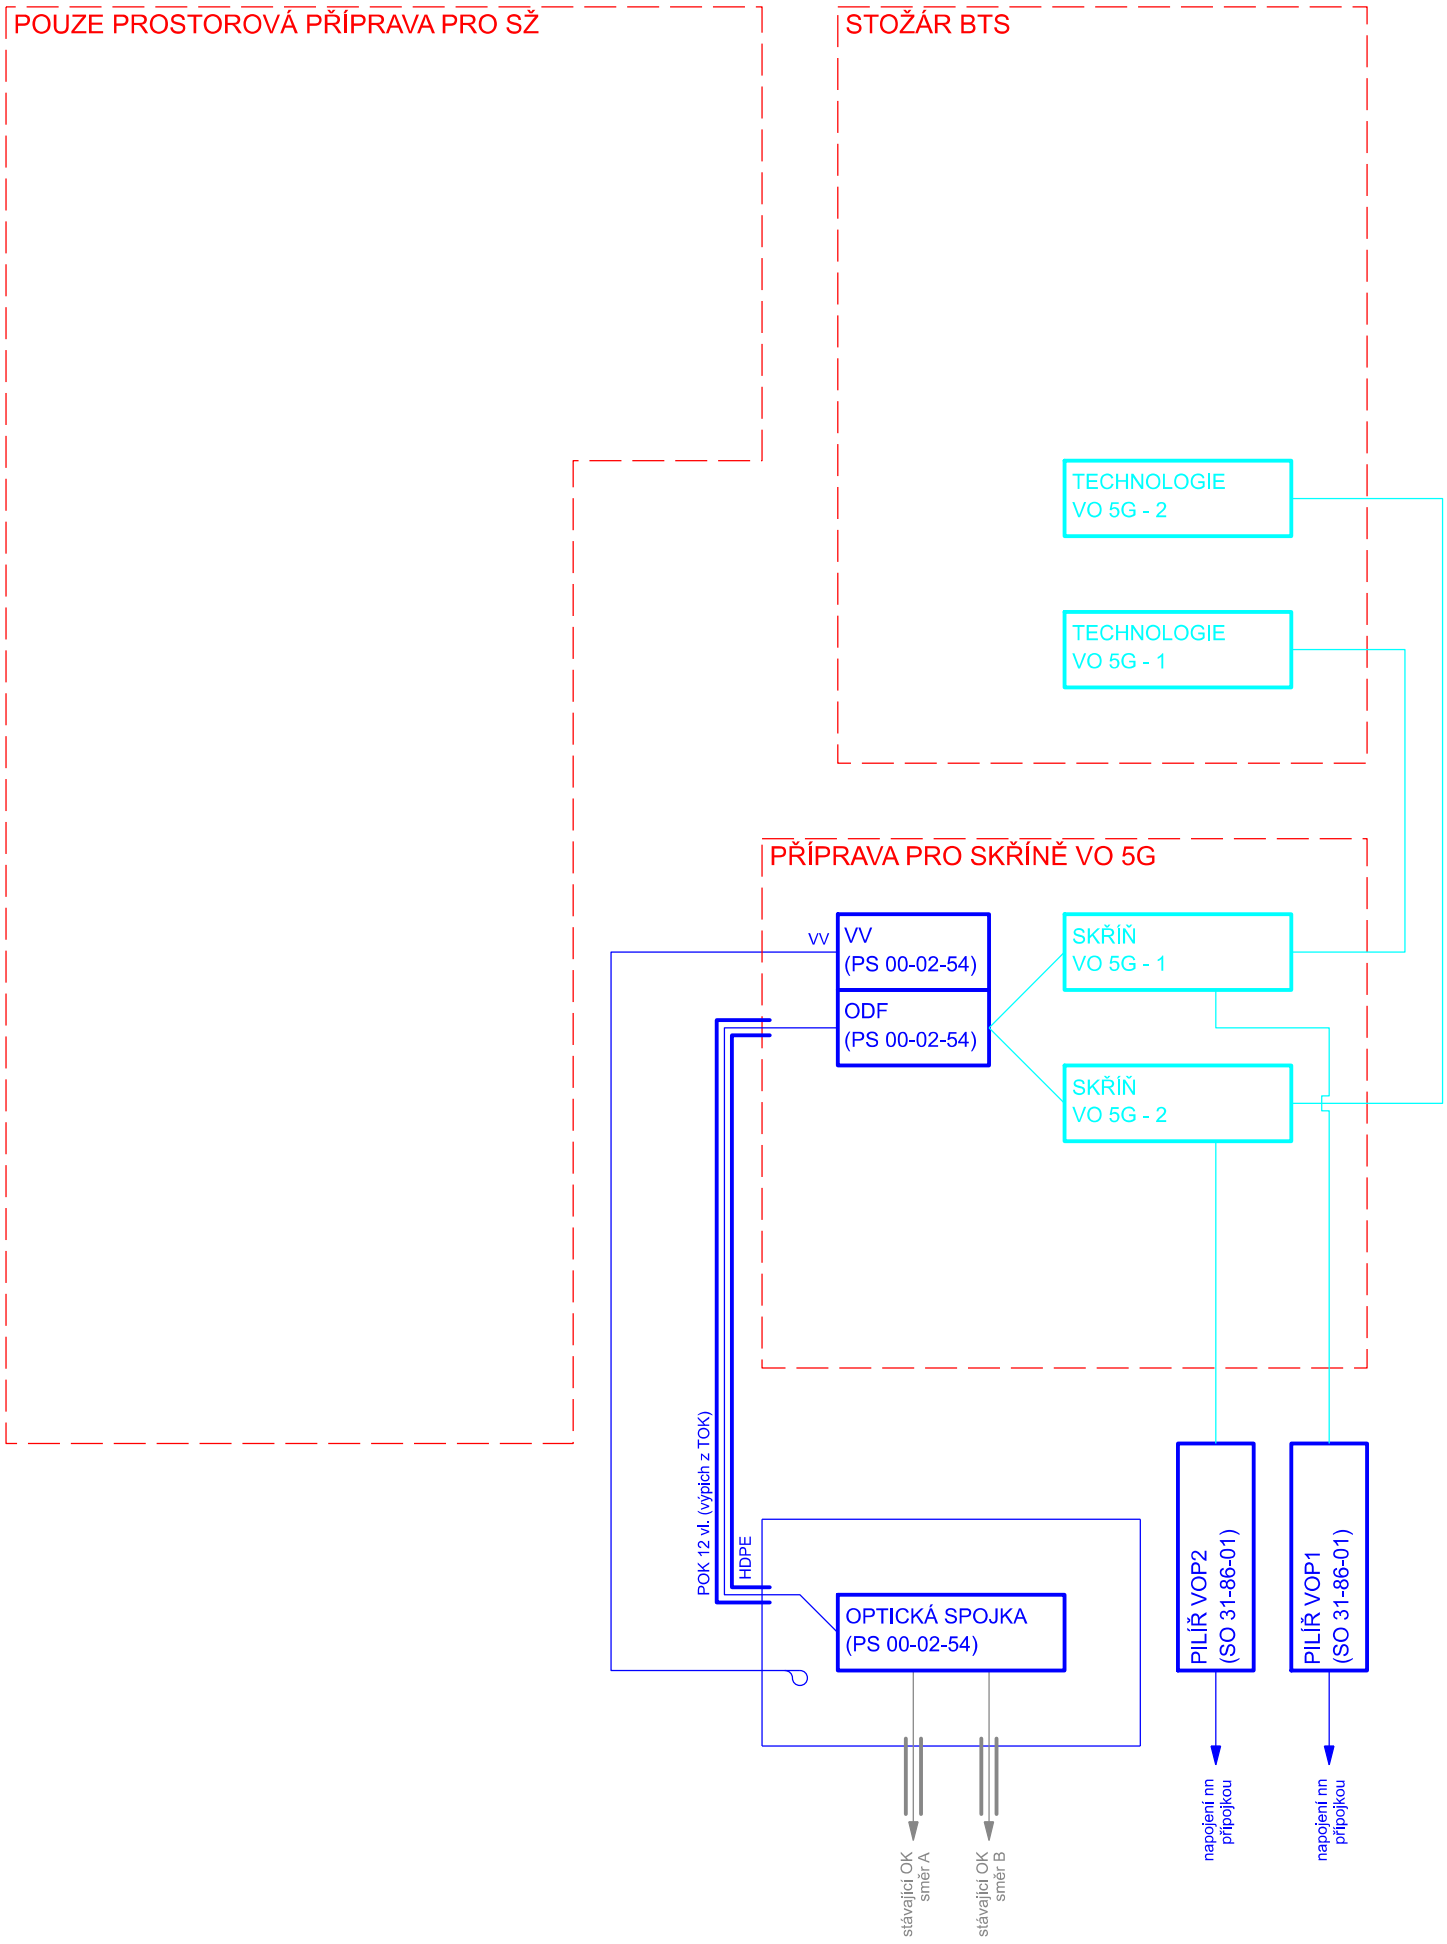 POUZE PROSTOROVÁ PŘÍPRAVA PRO SŽ
STOŽÁR BTS
TECHNOLOGIE
VO 5G - 2
TECHNOLOGIE
VO 5G - 1
PŘÍPRAVA PRO SKŘÍNĚ VO 5G
VV
VV
(PS 00-02-54)
ODF
(PS 00-02-54)
SKŘÍŇ
VO 5G - 1
SKŘÍŇ
VO 5G - 2
POK 12 vl. (výpich z TOK)
HDPE
OPTICKÁ SPOJKA
(PS 00-02-54)
PILÍŘ VOP2
(SO 31-86-01)
PILÍŘ VOP1
(SO 31-86-01)
stávající OK
směr A
stávající OK
směr B
napojení nn
přípojkou
napojení nn
přípojkou